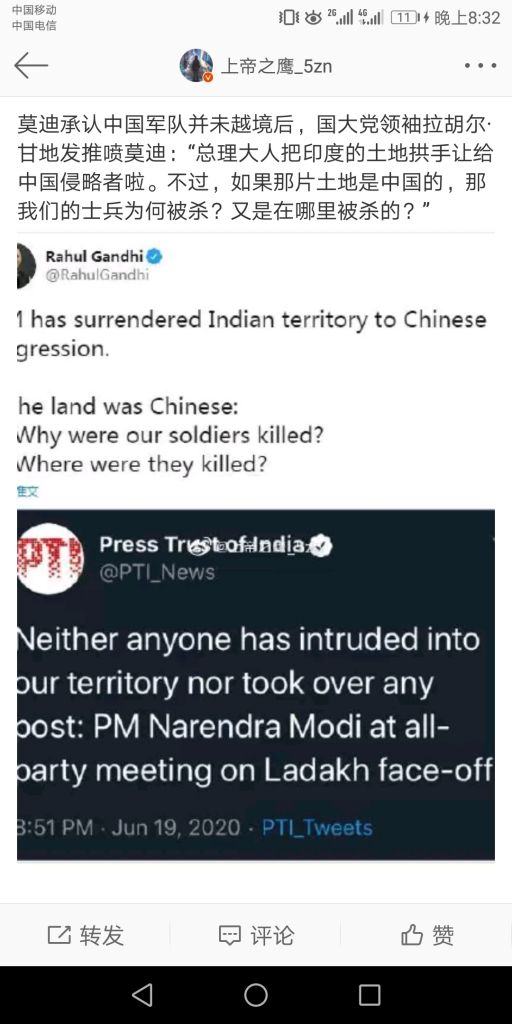 中国移动
中国电信
2G 4G 11 晚上8:32
上帝之鹰_5zn
莫迪承认中国军队并未越境后，国大党领袖拉胡尔·
甘地发推喷莫迪：“总理大人把印度的土地拱手让给
中国侵略者啦。不过，如果那片土地是中国的，那
我们的士兵为何被杀？又是在哪里被杀的？”
Rahul Gandhi
@RahulGandhi
has surrendered Indian territory to Chinese
gression.
he land was Chinese:
Why were our soldiers killed?
Where were they killed?
推文
PTI
Press Trust of India
@PTI_News
Neither anyone has intruded into
our territory nor took over any
post: PM Narendra Modi at all-
party meeting on Ladakh face-off
8:51 PM · Jun 19, 2020 · PTI_Tweets
转发 评论 赞